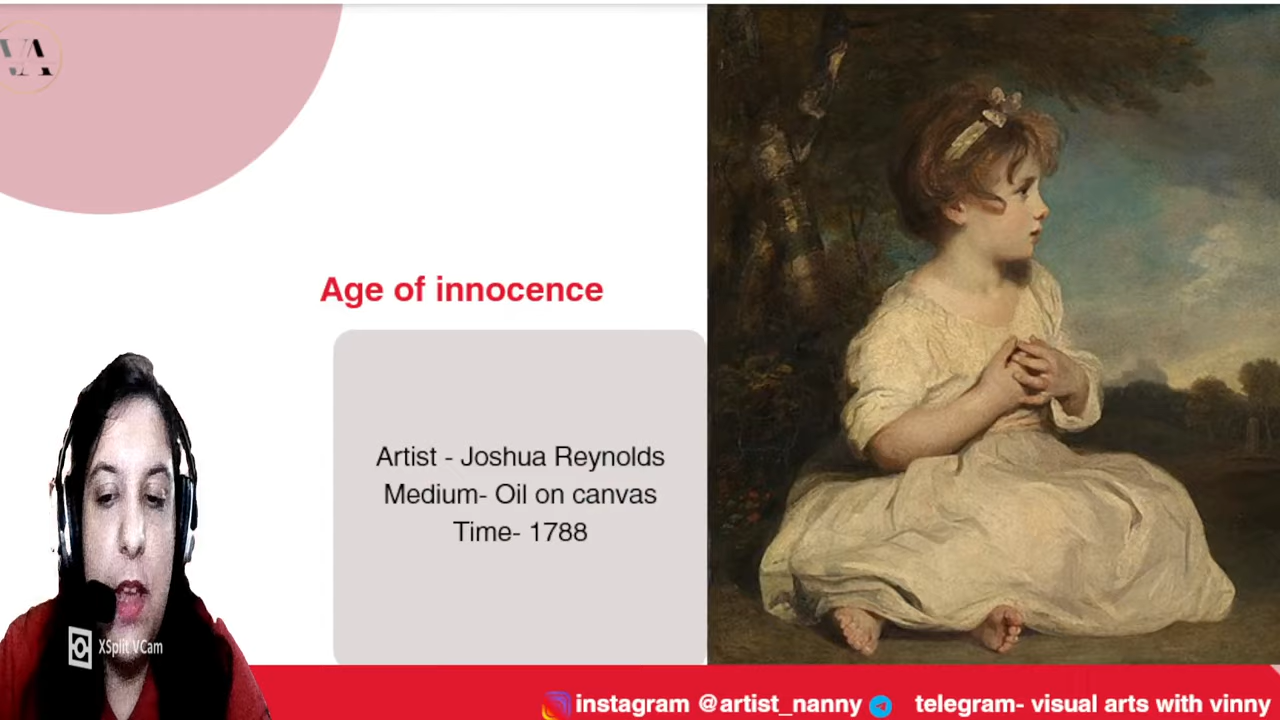 VA
Age of innocence
Artist - Joshua Reynolds
Medium- Oil on canvas
Time- 1788
XSplit VCam
instagram @artist_nanny telegram- visual arts with vinny